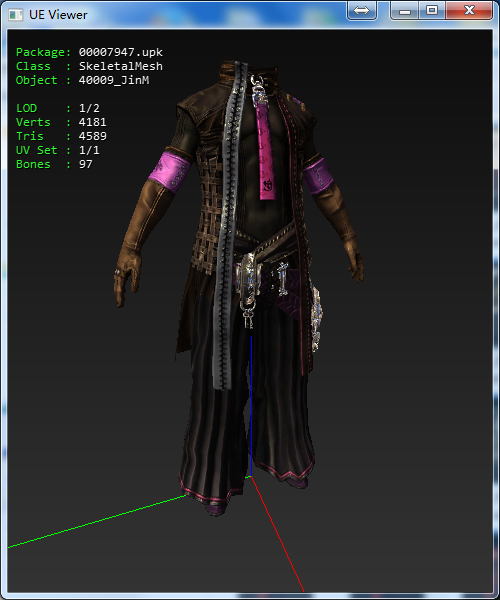 UE Viewer
Package: 00007947.upk
Class : SkeletalMesh
Object : 40009_JinM
LOD : 1/2
Verts : 4181
Tris : 4589
UV Set : 1/1
Bones : 97